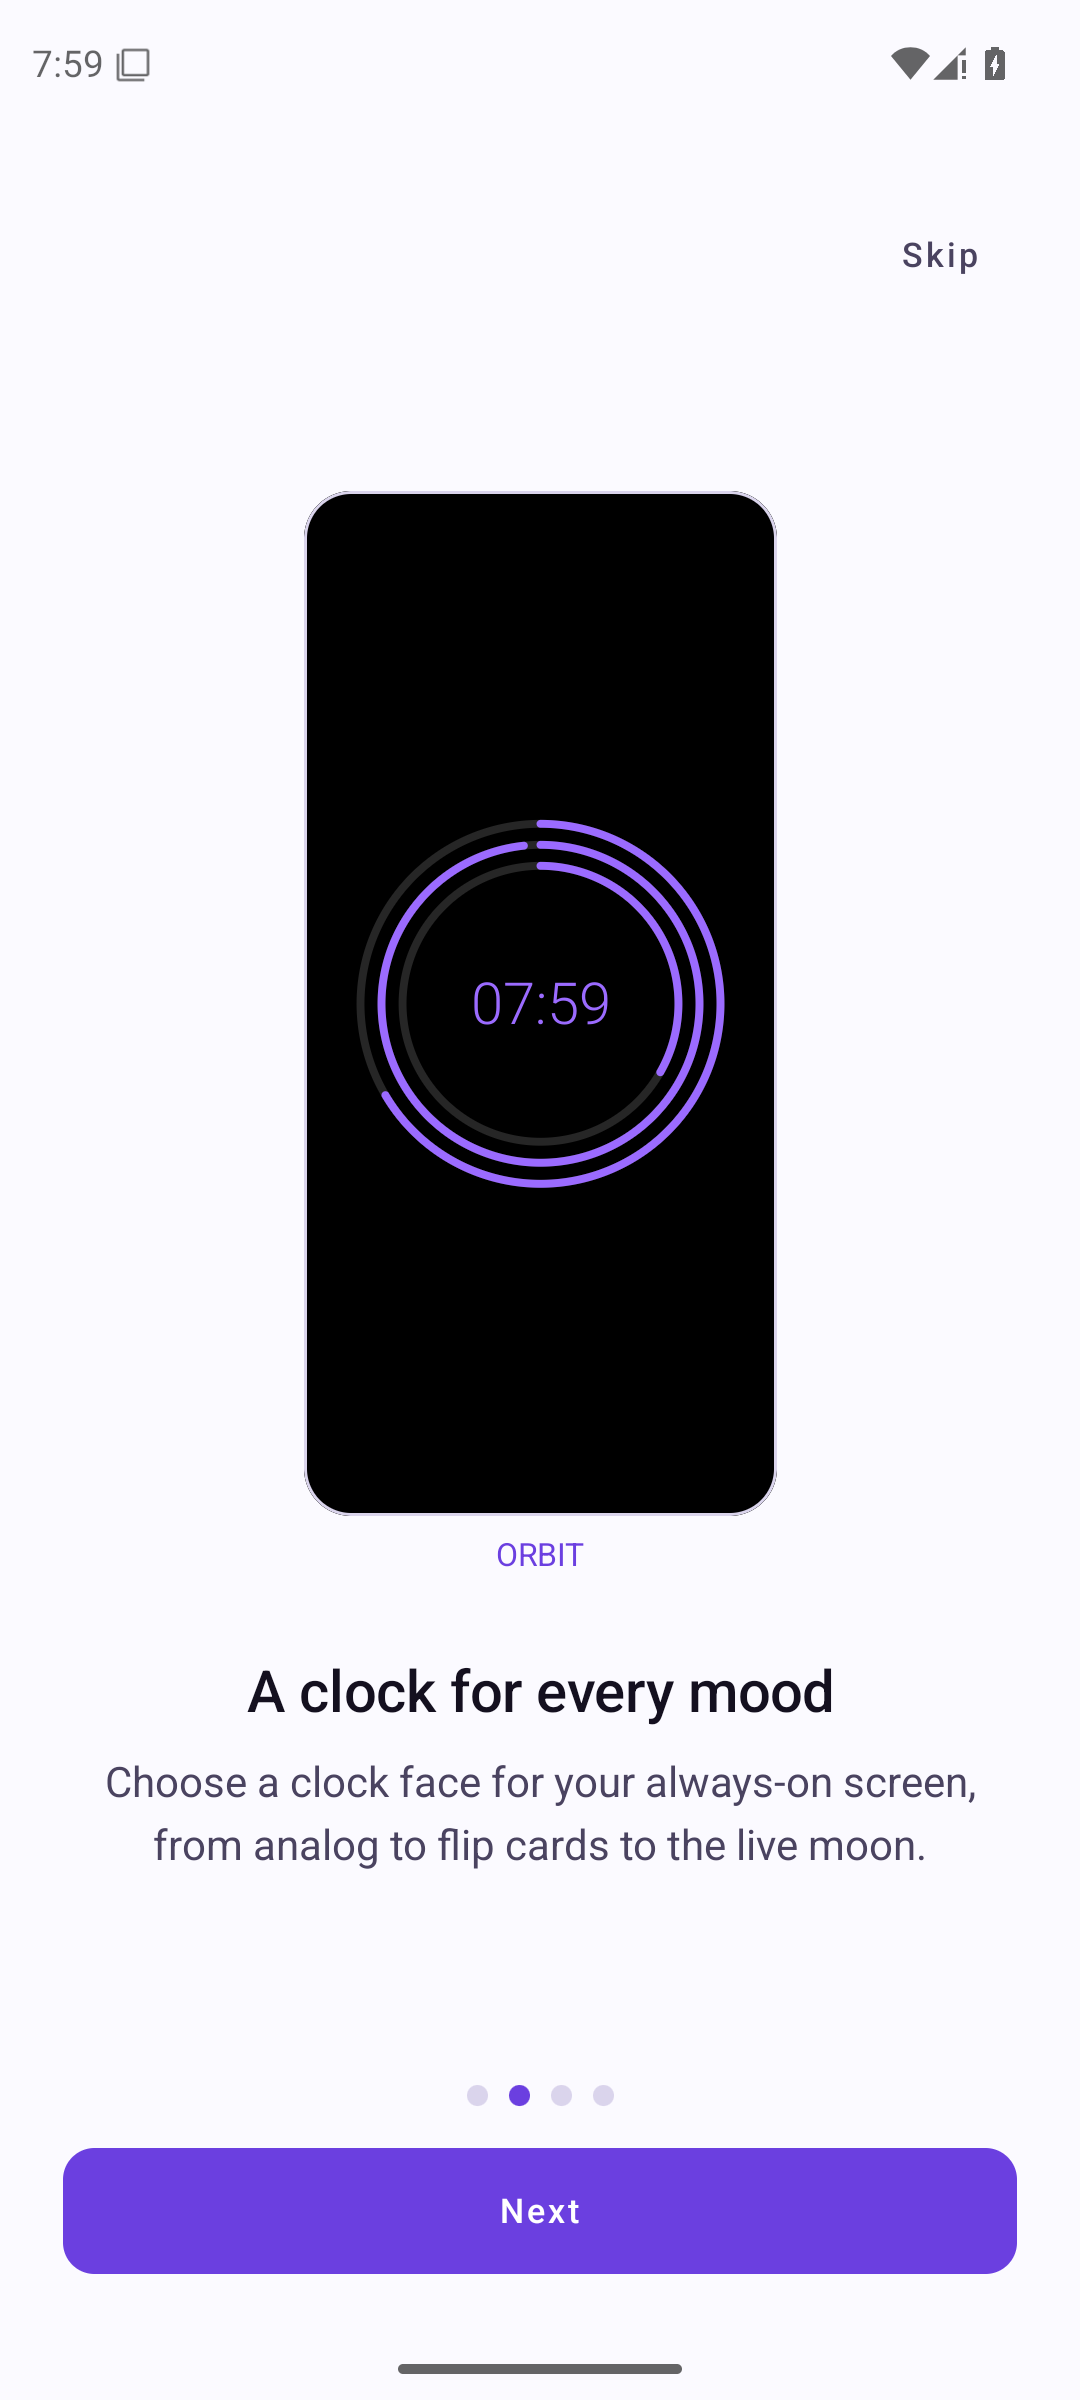 7:59
Skip
07:59
ORBIT
A clock for every mood
Choose a clock face for your always-on screen,
from analog to flip cards to the live moon.
Next